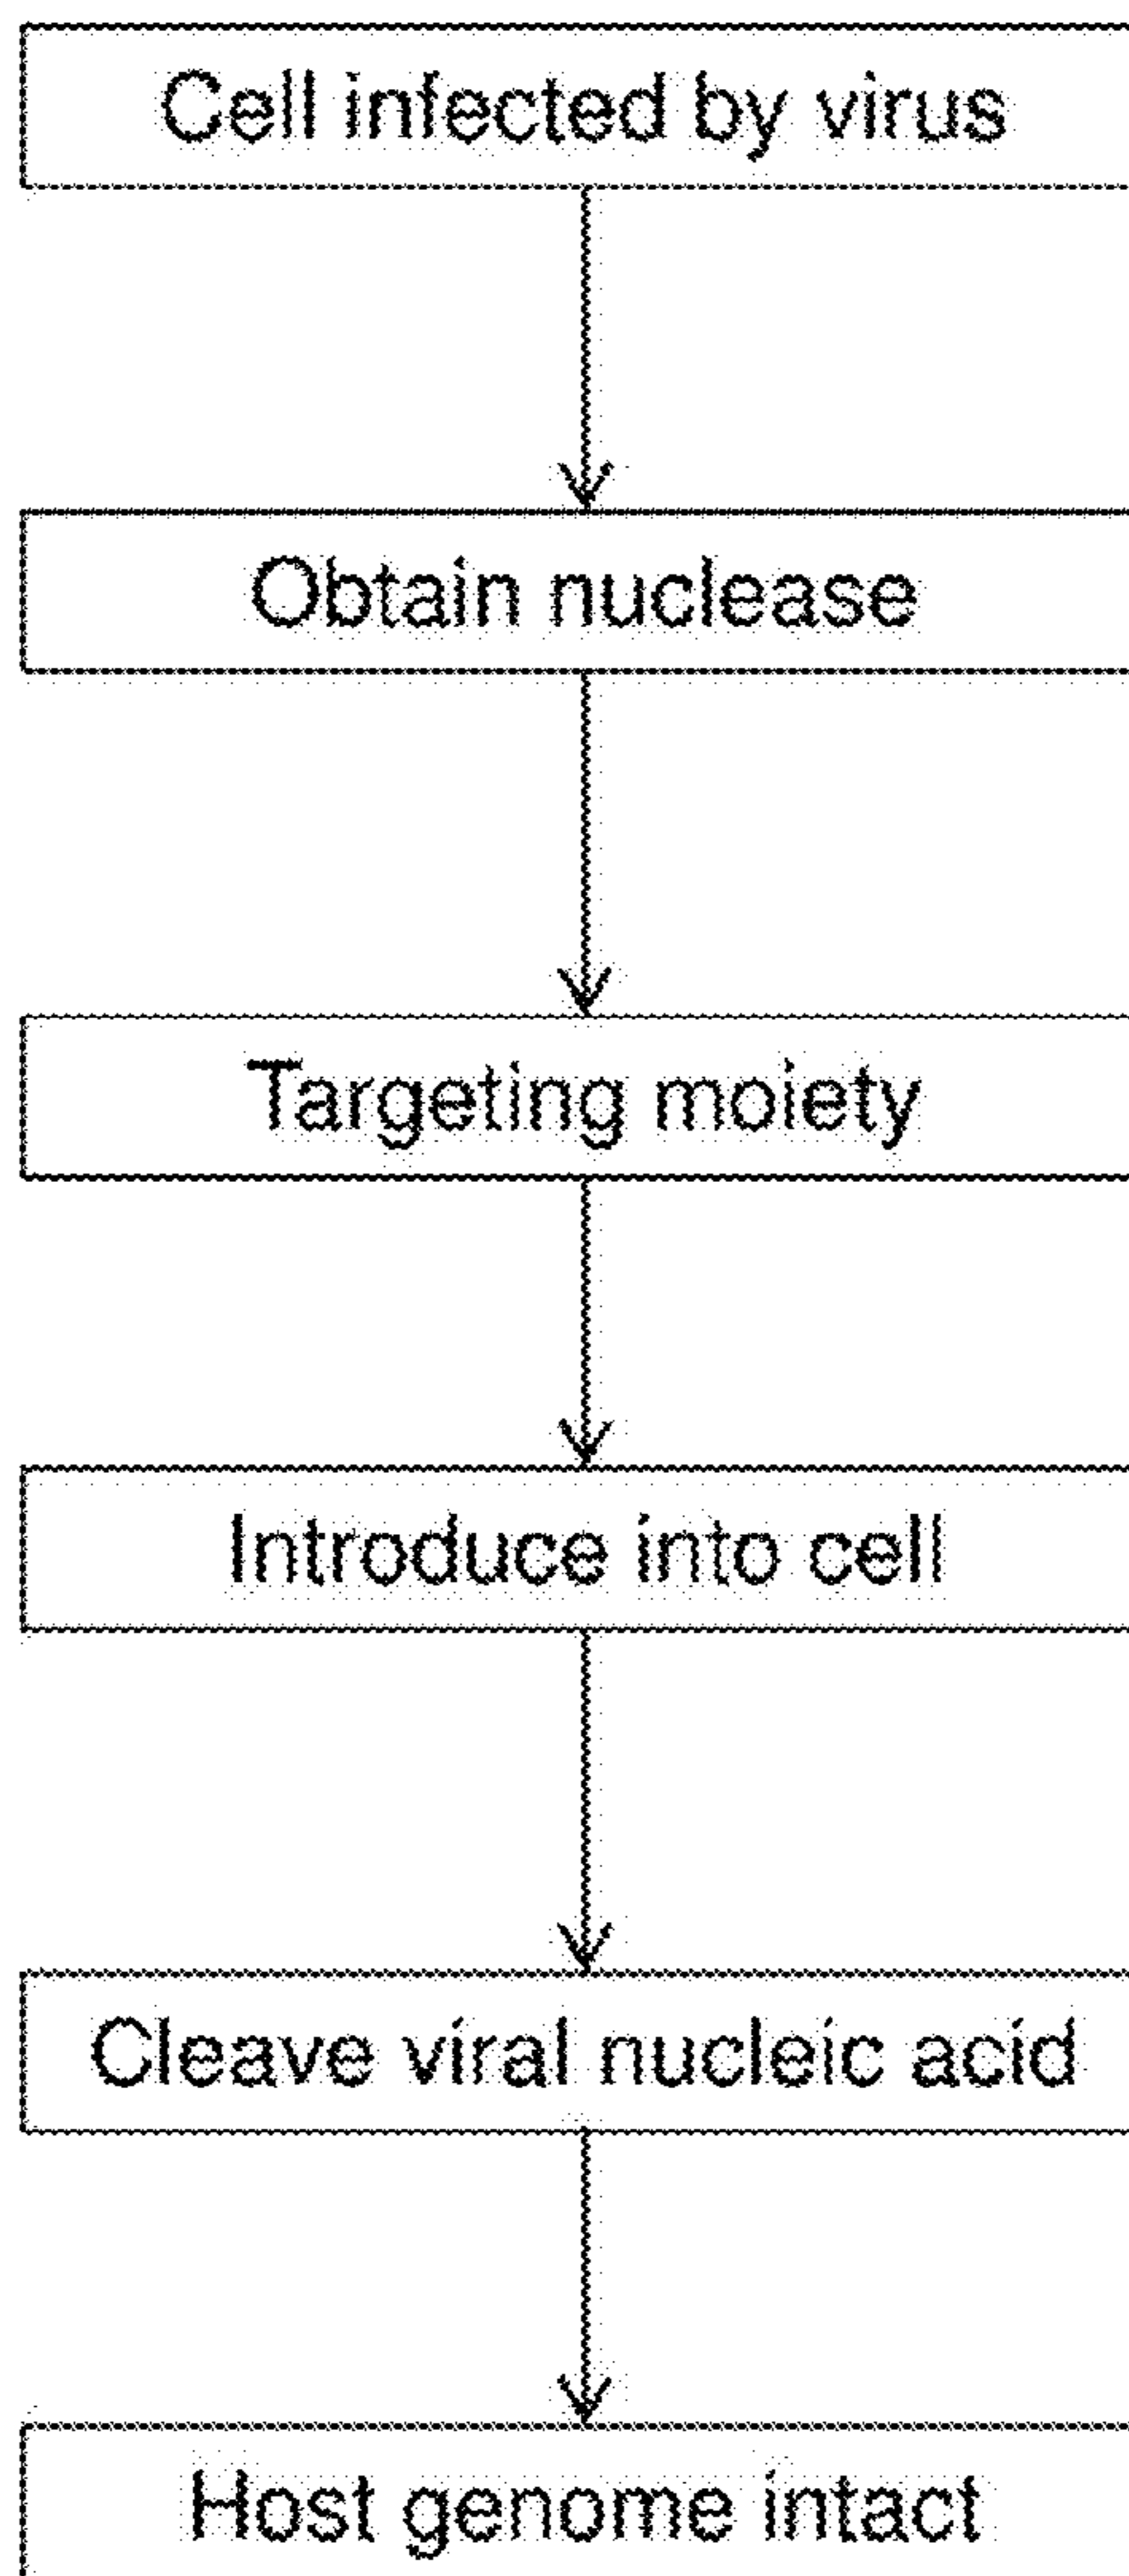 Cell infected by virus
Obtain nuclease
Targeting moiety
Introduce into cell
Cleave viral nucleic acid
Host genome intact